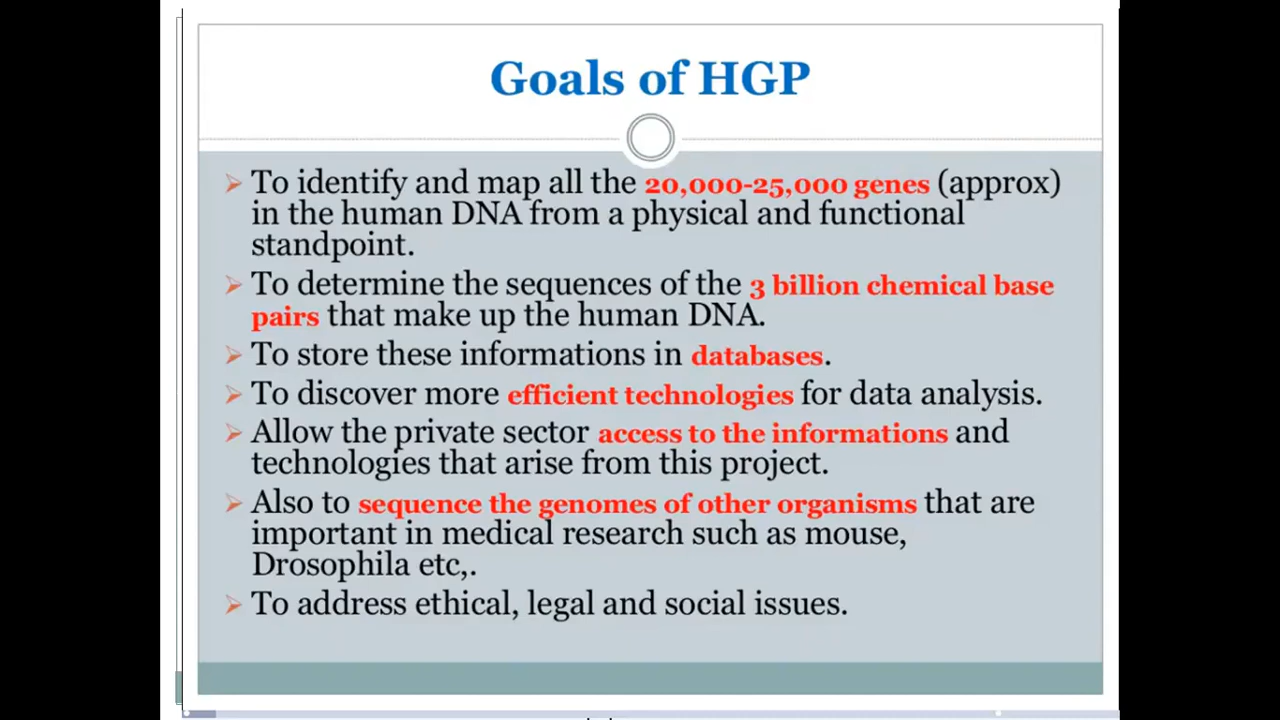 Goals of HGP
To identify and map all the 20,000-25,000 genes (approx)
in the human DNA from a physical and functional
standpoint.
To determine the sequences of the 3 billion chemical base
pairs that make up the human DNA.
To store these informations in databases.
To discover more efficient technologies for data analysis.
Allow the private sector access to the informations and
technologies that arise from this project.
Also to sequence the genomes of other organisms that are
important in medical research such as mouse,
Drosophila etc,.
To address ethical, legal and social issues.